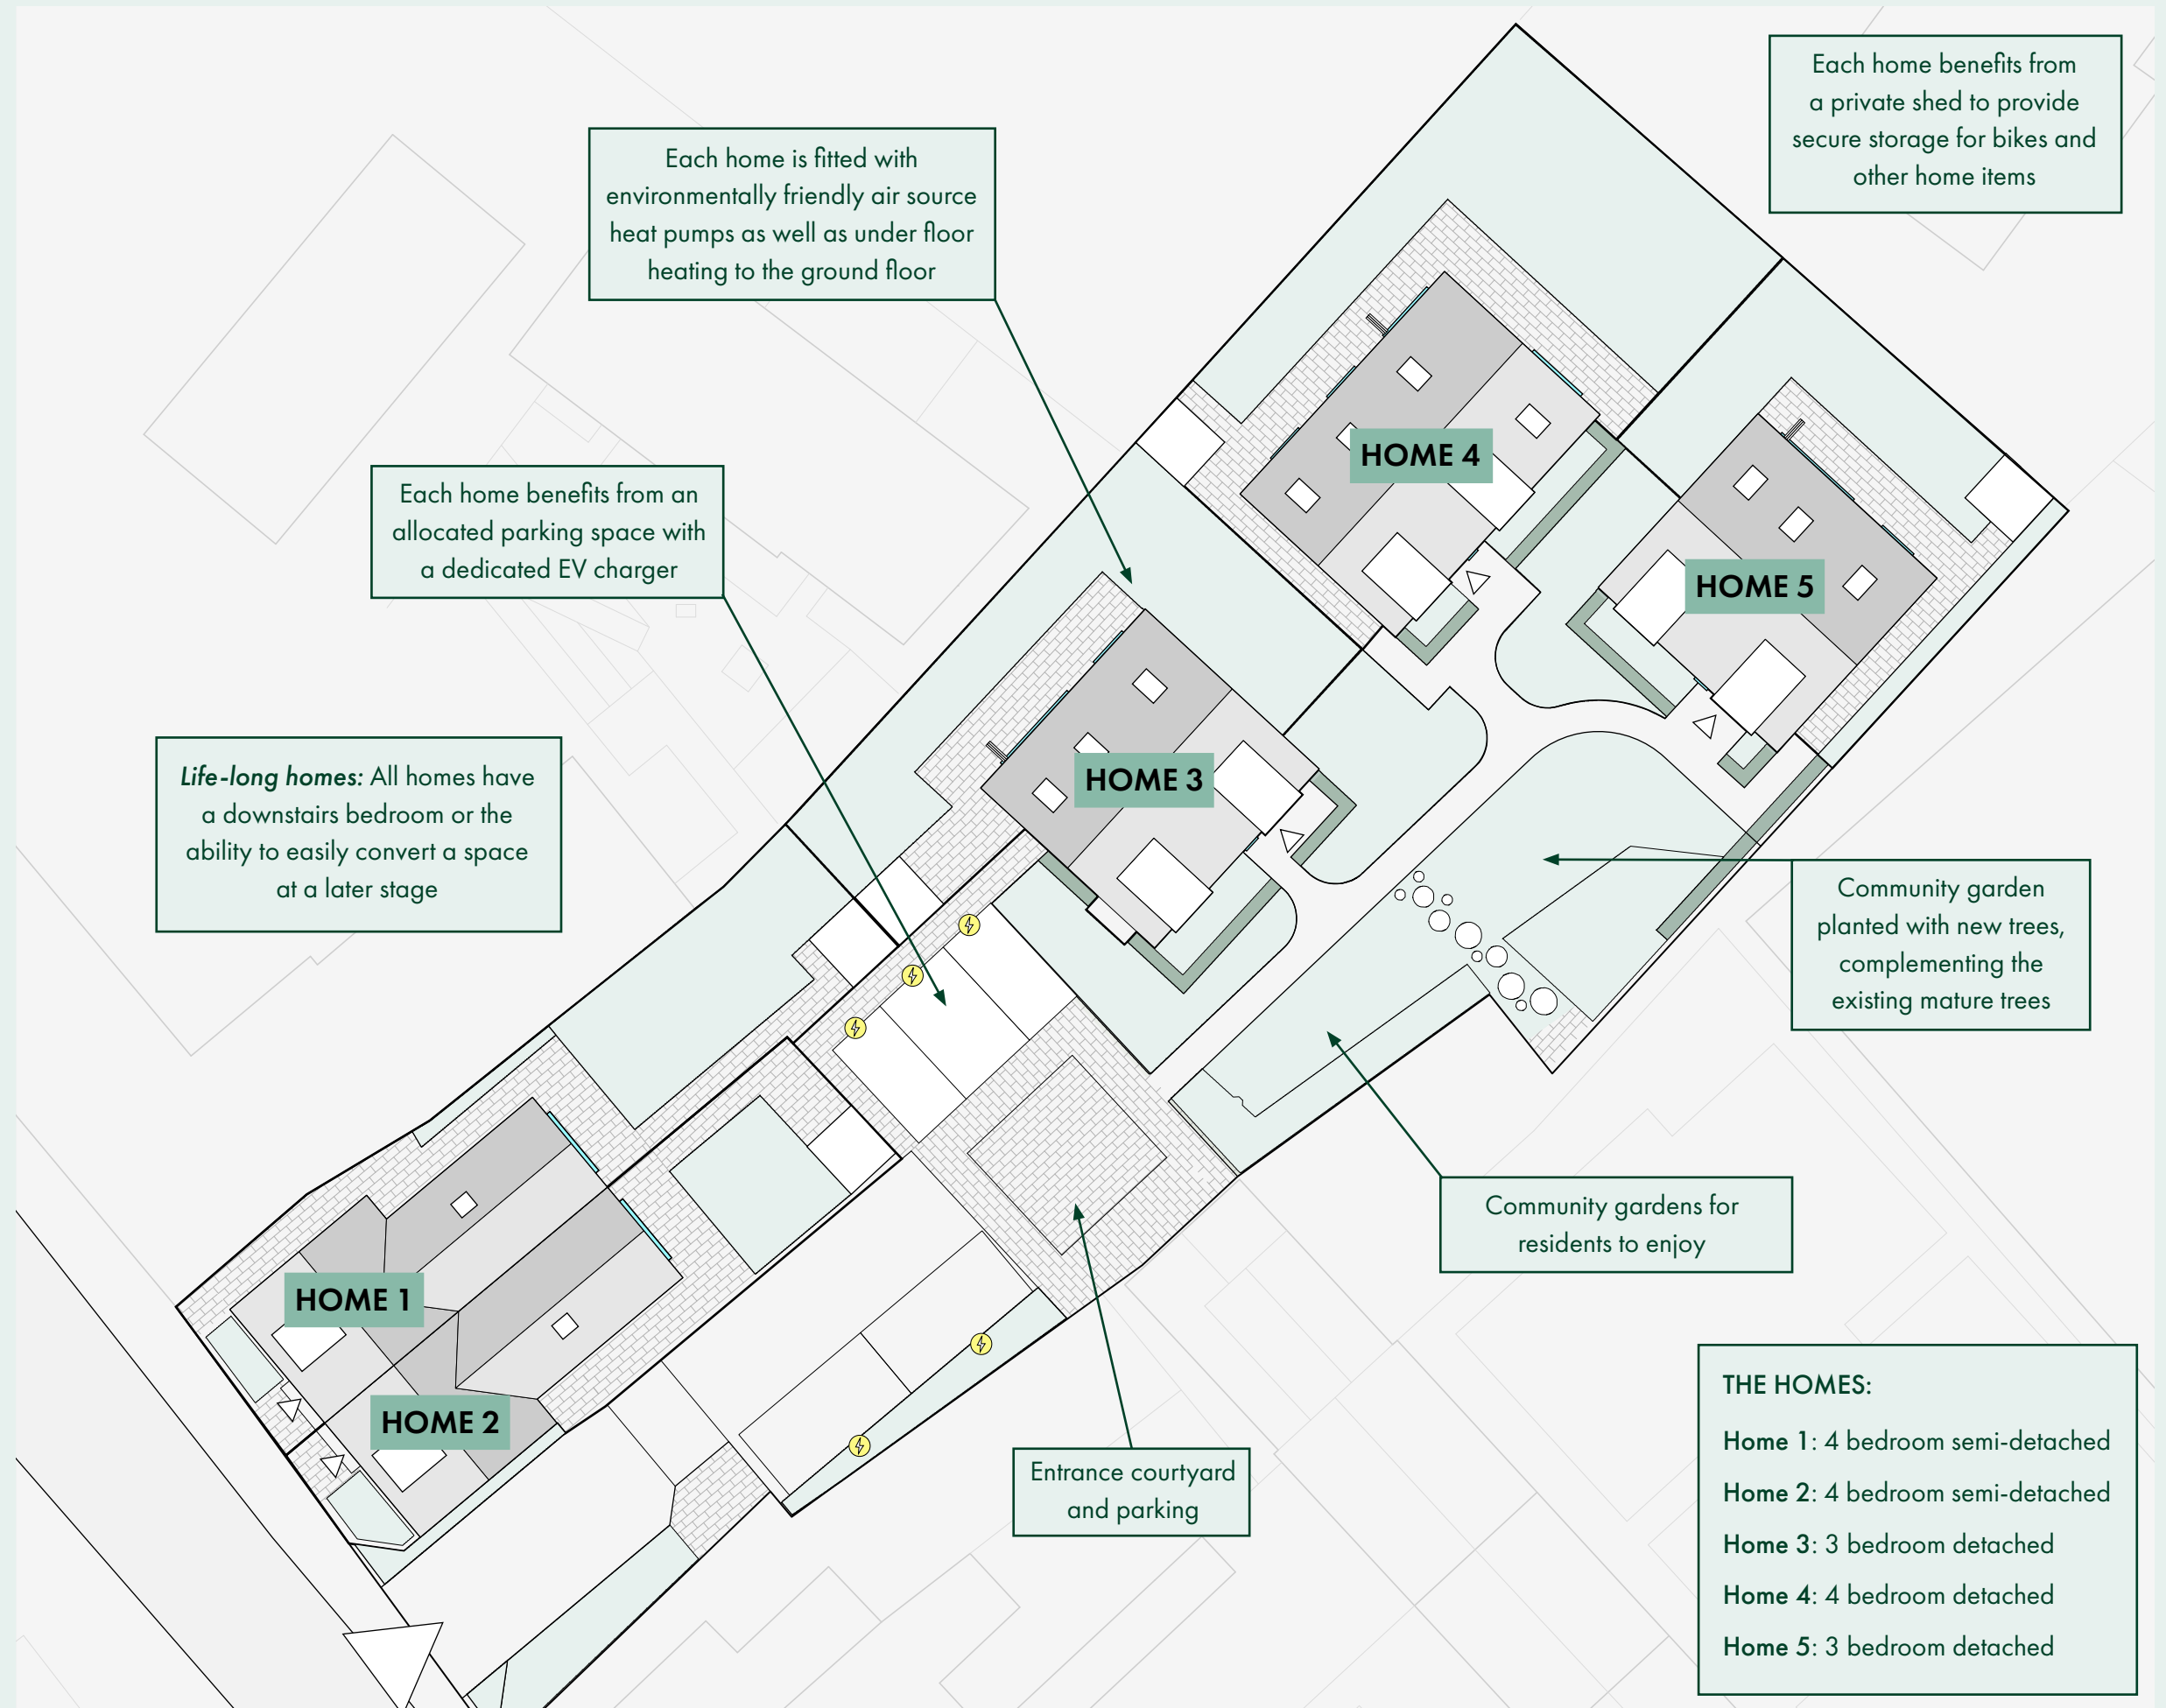 Each home benefits from
a private shed to provide
secure storage for bikes and
other home items
Each home is fitted with
environmentally friendly air source
heat pumps as well as under floor
heating to the ground floor
HOME 4
Each home benefits from an
allocated parking space with
a dedicated EV charger
HOME 5
HOME 3
Life-long homes: All homes have
a downstairs bedroom or the
ability to easily convert a space
at a later stage
Community garden
planted with new trees,
complementing the
existing mature trees
Community gardens for
residents to enjoy
HOME 1
HOME 2
Entrance courtyard
and parking
THE HOMES:
Home 1: 4 bedroom semi-detached
Home 2: 4 bedroom semi-detached
Home 3: 3 bedroom detached
Home 4: 4 bedroom detached
Home 5: 3 bedroom detached